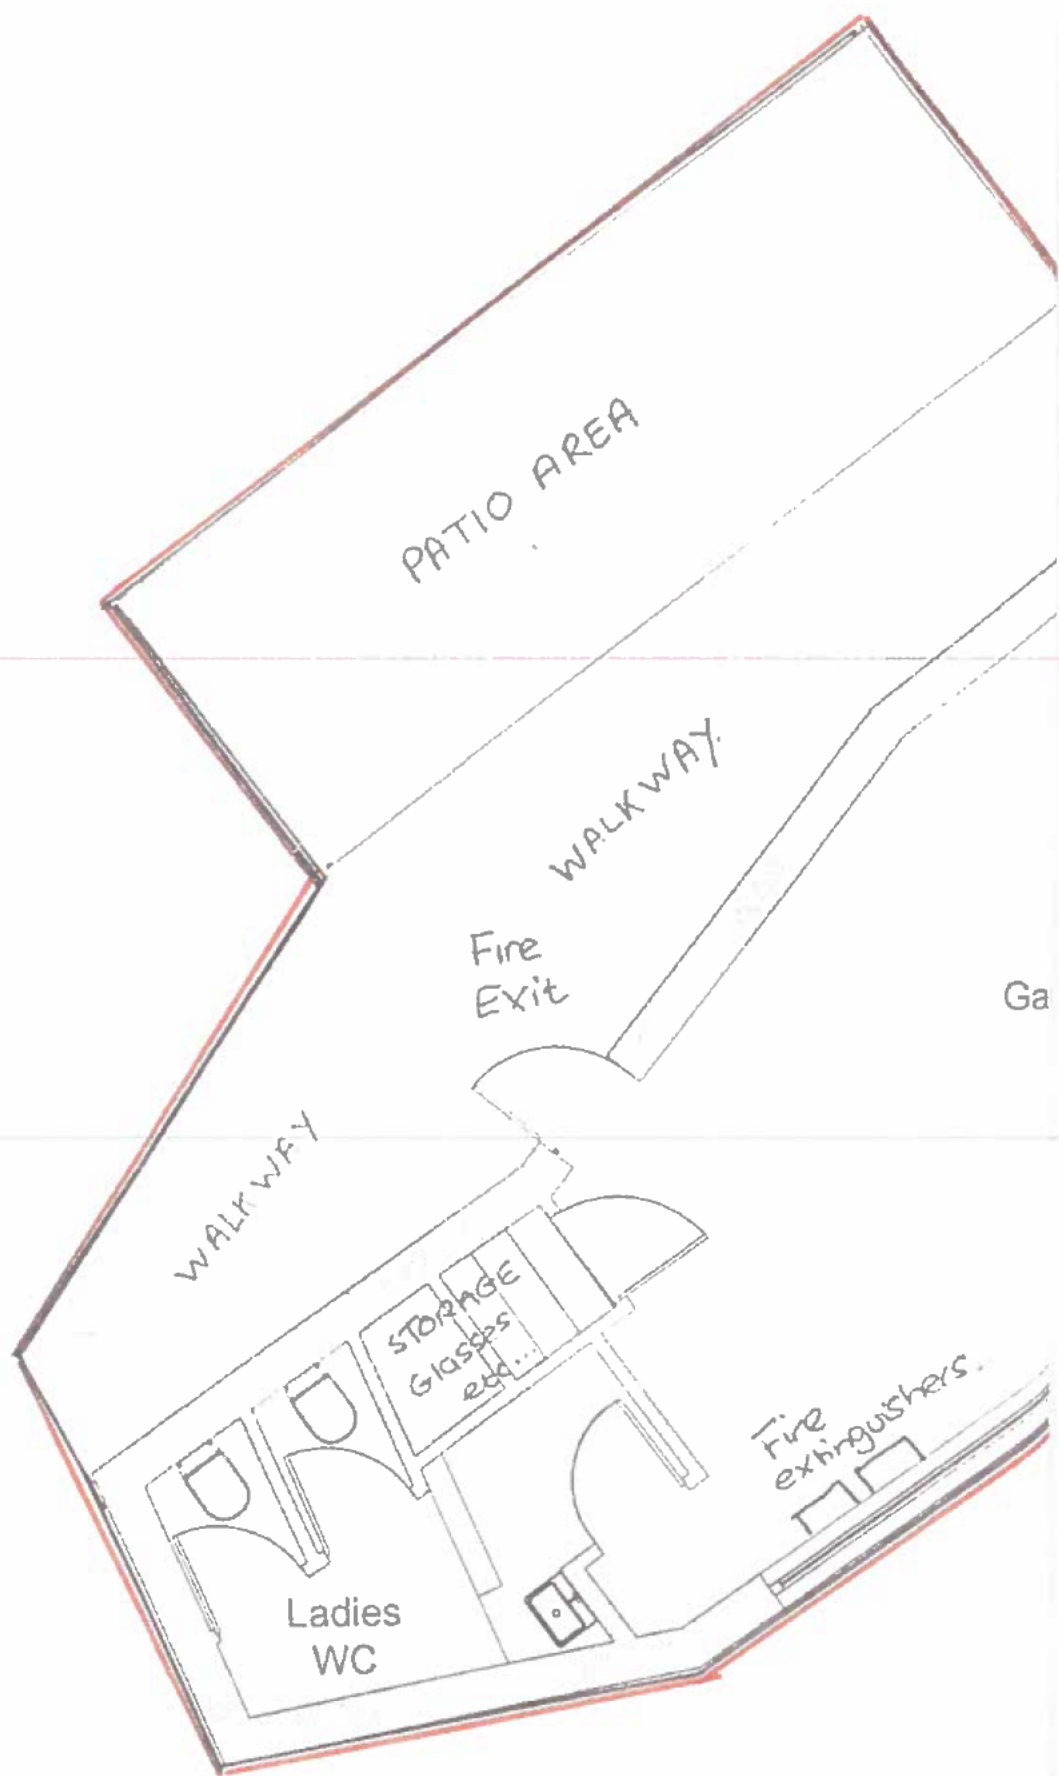 PATIO AREA
WALKWAY.
Fire
Exit
Ga
WALKWAY
STORAGE
Glasses
etc...
Fire
extinguishers.
Ladies
WC